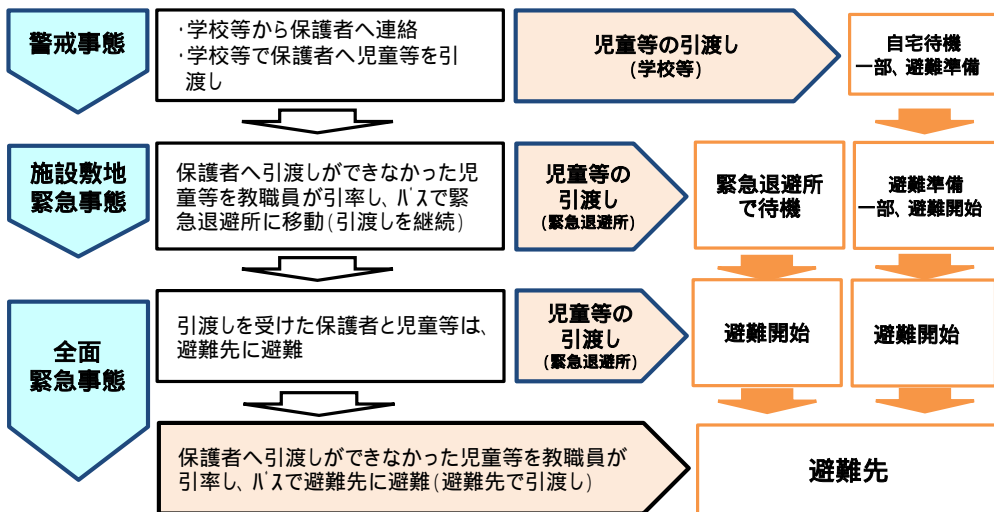 警戒事態
・学校等から保護者へ連絡
・学校等で保護者へ児童等を引
渡し
児童等の引渡し
(学校等)
自宅待機
一部、避難準備
施設敷地
緊急事態
保護者へ引渡しができなかった児
童等を教職員が引率し、バスで緊
急退避所に移動(引渡しを継続)
児童等の
引渡し
(緊急退避所)
緊急退避所
で待機
避難準備
一部、避難開始
全面
緊急事態
引渡しを受けた保護者と児童等は、
避難先に避難
児童等の
引渡し
(緊急退避所)
避難開始
避難開始
保護者へ引渡しができなかった児童等を教職員が
引率し、バスで避難先に避難(避難先で引渡し)
避難先